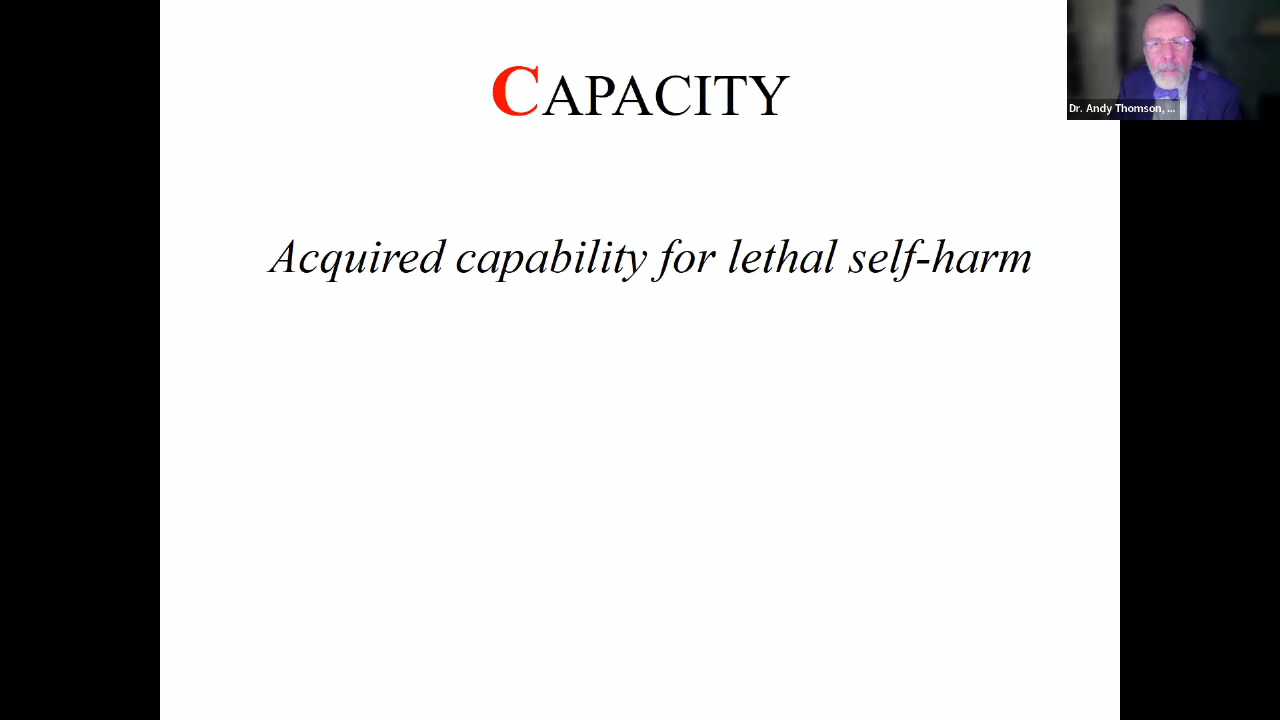 CAPACITY
Dr. Andy Thomson, ...
Acquired capability for lethal self-harm